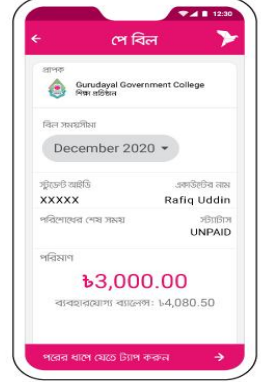 12:30
পে বিল
প্রাপক
Gurudayal Government College
শিক্ষা প্রতিষ্ঠান
বিল সময়সীমা
December 2020
স্টুডেন্ট আইডি একাউন্টের নাম
XXXXX Rafiq Uddin
পরিশোধের শেষ সময় স্ট্যাটাস
UNPAID
পরিমাণ
৳3,000.00
ব্যবহারযোগ্য ব্যালেন্স: ৳4,080.50
পরের ধাপে যেতে ট্যাপ করুন